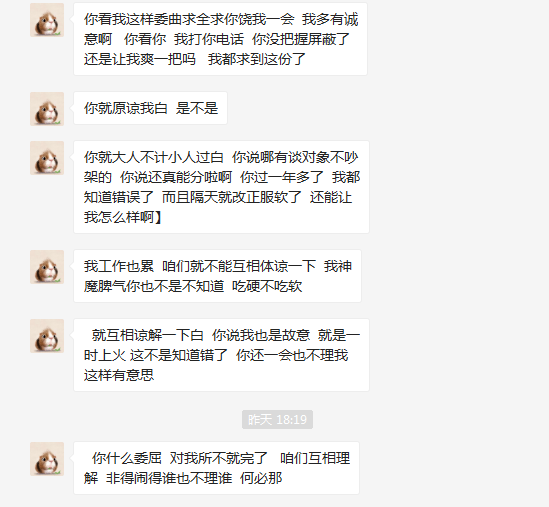 你看我这样委曲求全求你饶我一会  我多有诚
意啊   你看你  我打你电话  你没把握屏蔽了
还是让我爽一把吗   我都求到这份了
你就原谅我白  是不是
你就大人不计小人过白  你说哪有谈对象不吵
架的  你说还真能分啦啊  你过一年多了  我都
知道错误了  而且隔天就改正服软了  还能让
我怎么样啊】
我工作也累  咱们就不能互相体谅一下  我神
魔脾气你也不是不知道  吃硬不吃软
就互相谅解一下白  你说我也是故意  就是一
时上火 这不是知道错了  你还一会也不理我
这样有意思
昨天 18:19
你什么委屈  对我所不就完了   咱们互相理
解  非得闹得谁也不理谁  何必那